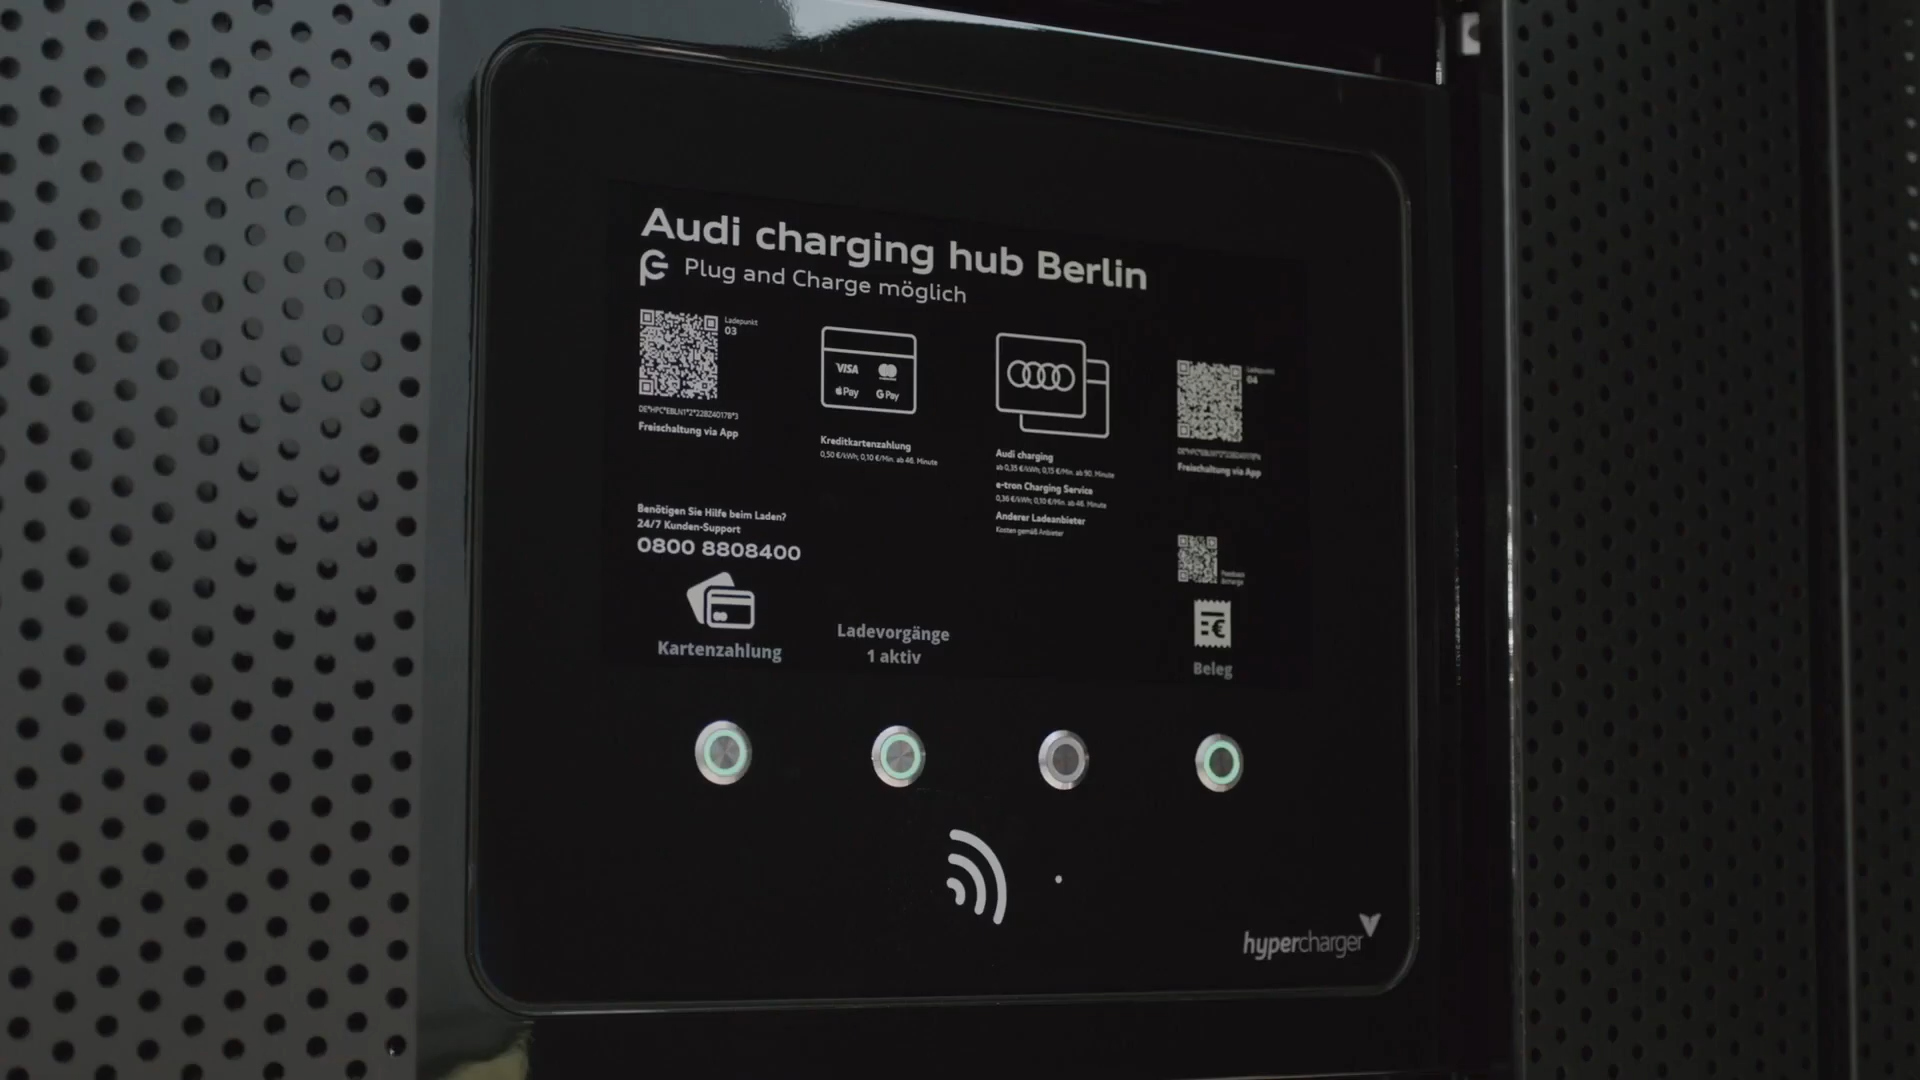 Audi charging hub Berlin
Plug and Charge möglich
Ladepunkt
03
DE*HPC*EBLN1*2*22BZ4017B*3
Freischaltung via App
VISA
Pay
G Pay
Kreditkartenzahlung
0,50 €/kWh; 0,10 €/Min. ab 46. Minute
Audi charging
ab 0,35 €/kWh; 0,15 €/Min. ab 90. Minute
e-tron Charging Service
0,36 €/kWh; 0,10 €/Min. ab 46. Minute
Anderer Ladeanbieter
Kosten gemäß Anbieter
Ladepunkt
04
Freischaltung via App
Benötigen Sie Hilfe beim Laden?
24/7 Kunden-Support
0800 8808400
Kartenzahlung
Ladevorgänge
1 aktiv
€
Beleg
hypercharger